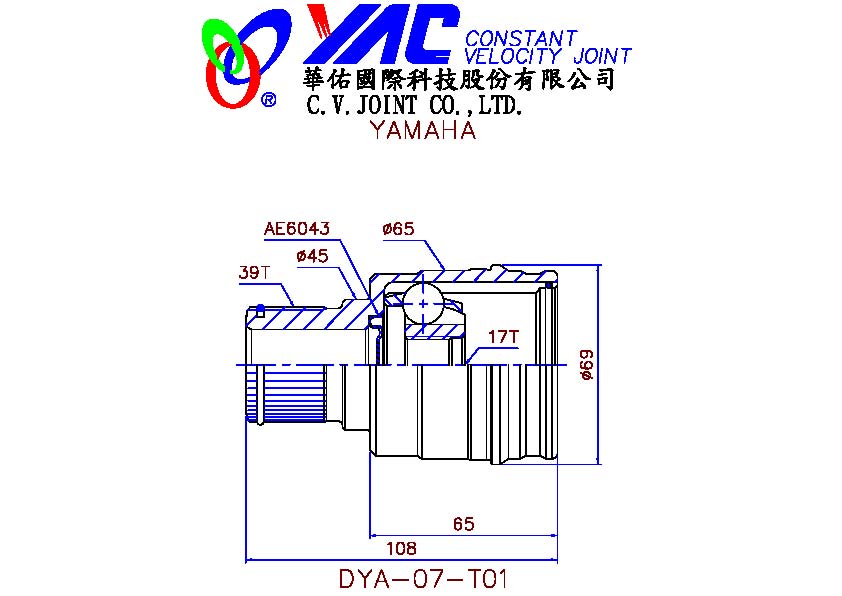 YAC CONSTANT
VELOCITY JOINT
®
華佑國際科技股份有限公司
C.V.JOINT CO.,LTD.
YAMAHA
AE6043
ø65
ø45
39T
17T
ø69
65
108
DYA-07-T01